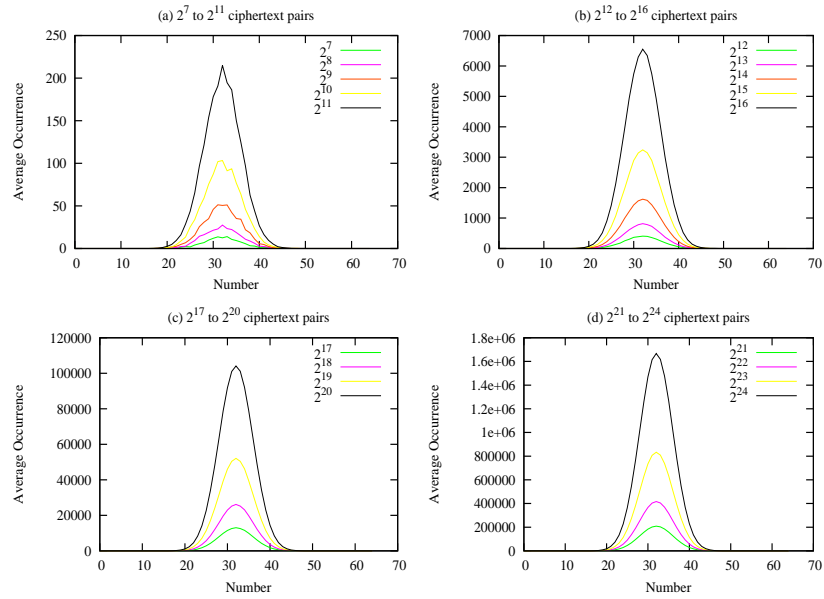 (a) 2^7 to 2^11 ciphertext pairs
250
200
150
100
50
0
0 10 20 30 40 50 60 70
Average Occurrence
Number
2^7
2^8
2^9
2^10
2^11
(b) 2^12 to 2^16 ciphertext pairs
7000
6000
5000
4000
3000
2000
1000
0
0 10 20 30 40 50 60 70
Average Occurrence
Number
2^12
2^13
2^14
2^15
2^16
(c) 2^17 to 2^20 ciphertext pairs
120000
100000
80000
60000
40000
20000
0
0 10 20 30 40 50 60 70
Average Occurrence
Number
2^17
2^18
2^19
2^20
(d) 2^21 to 2^24 ciphertext pairs
1.8e+06
1.6e+06
1.4e+06
1.2e+06
1e+06
800000
600000
400000
200000
0
0 10 20 30 40 50 60 70
Average Occurrence
Number
2^21
2^22
2^23
2^24